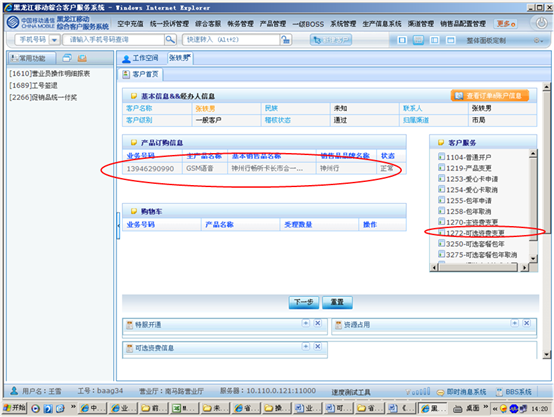 黑龙江移动综合客户服务系统 - Windows Internet Explorer
中国移动通信 CHINA MOBILE 黑龙江移动 综合客户服务系统
空中充值 统一投诉管理 综合客服 帐务管理 产品管理 一级BOSS 系统管理 生产信息系统 渠道管理 销售品配置管理 更多
手机号码 请输入手机号码查询 快速转入 (Alt+2) 整体面板定制
常用功能 工作空间 张铁男
[1610]营业员操作明细报表
[1689]工号签退
[2266]促销品统一付奖
客户首页
基本信息&&经办人信息 查看订单&账户信息
客户名称 张铁男 民族 未知 联系人 张铁男
客户级别 一般客户 稽核状态 通过 归属渠道 市局
产品订购信息
业务号码 主产品名称 基本销售品名称 销售品品牌名称 状态
13946290990 GSM语音 神州行畅听卡长市合一... 神州行 正常
客户服务
1104-普通开户
1219-产品变更
1253-爱心卡申请
1254-爱心卡取消
1255-包年申请
1258-包年取消
1270-主资费变更
1272-可选资费变更
3250-可选套餐包年
3275-可选套餐包年取消
购物车
业务号码 产品名称 受理数量 操作
下一步 重置
特服开通 资源占用
可选资费信息
用户名：王雪 工号：baag34 营业厅：南马路营业厅 服务器：10.110.0.121:11000 速度测试工具 即时消息系统 BBS系统
开始 桌面 14:20